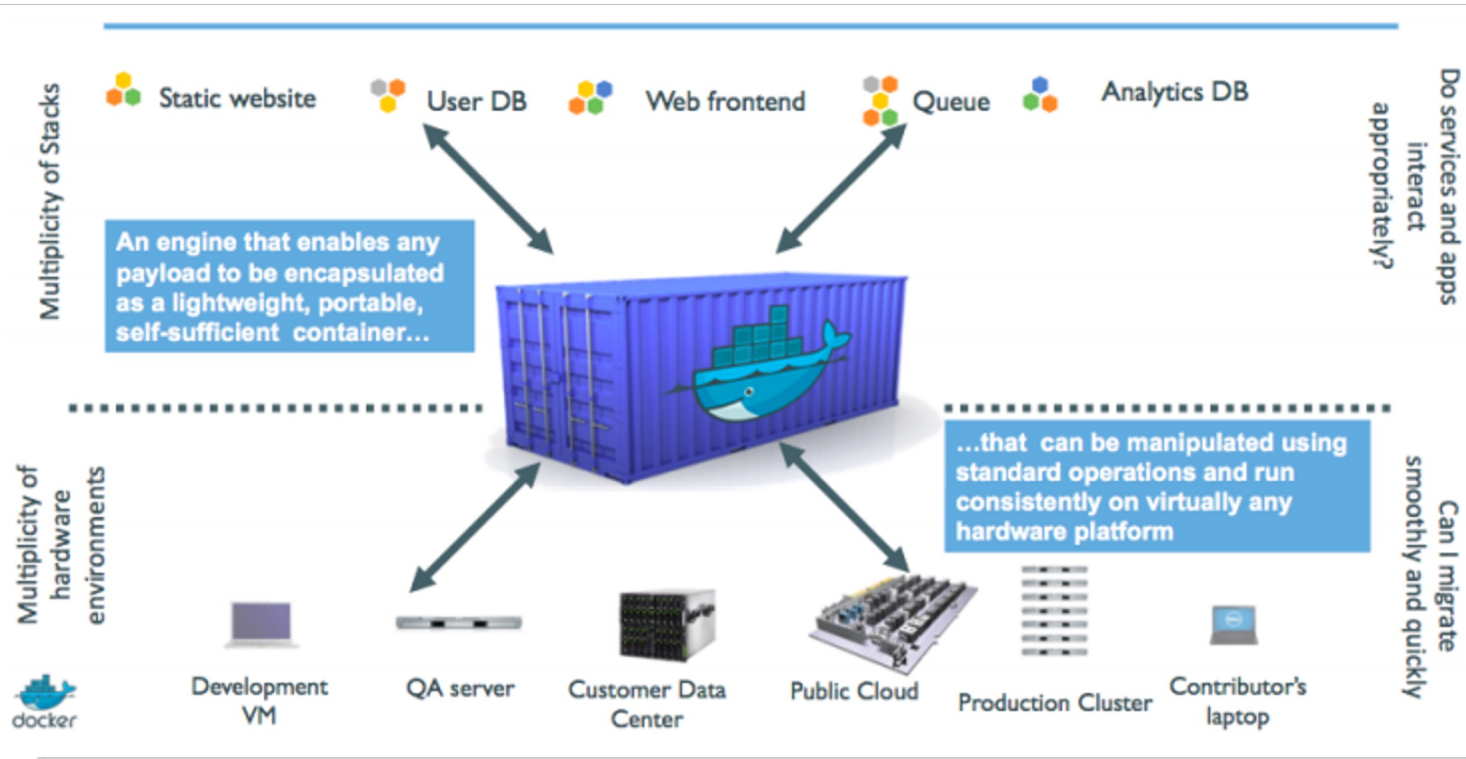 Multiplicity of Stacks
Static website
User DB
Web frontend
Queue
Analytics DB
Do services and apps
interact
appropriately?
An engine that enables any
payload to be encapsulated
as a lightweight, portable,
self-sufficient container...
...that can be manipulated using
standard operations and run
consistently on virtually any
hardware platform
Multiplicity of
hardware
environments
Can I migrate
smoothly and quickly
Development
VM
QA server
Customer Data
Center
Public Cloud
Production Cluster
Contributor's
laptop
docker